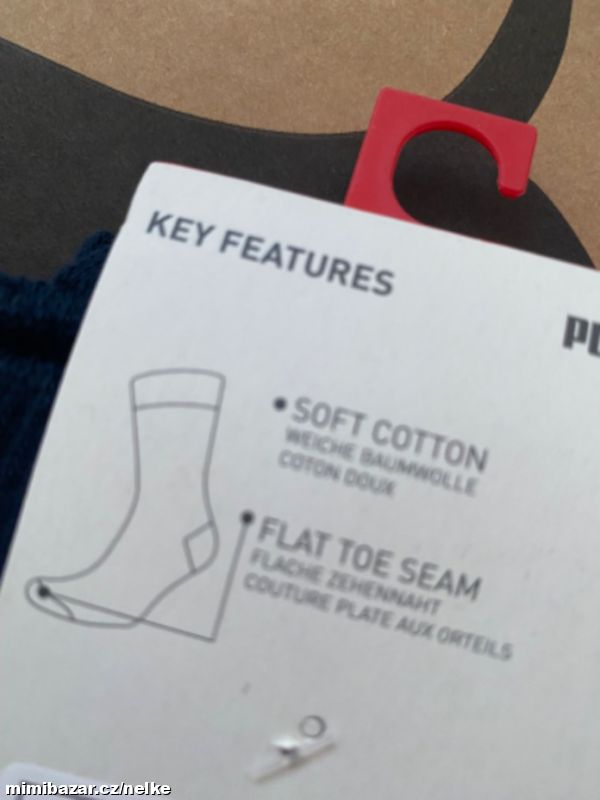 KEY FEATURES
SOFT COTTON
WEICHE BAUMWOLLE
COTON DOUX
FLAT TOE SEAM
FLACHE ZEHENNAHT
COUTURE PLATE AUX ORTEILS
mimibazar.cz/nelke